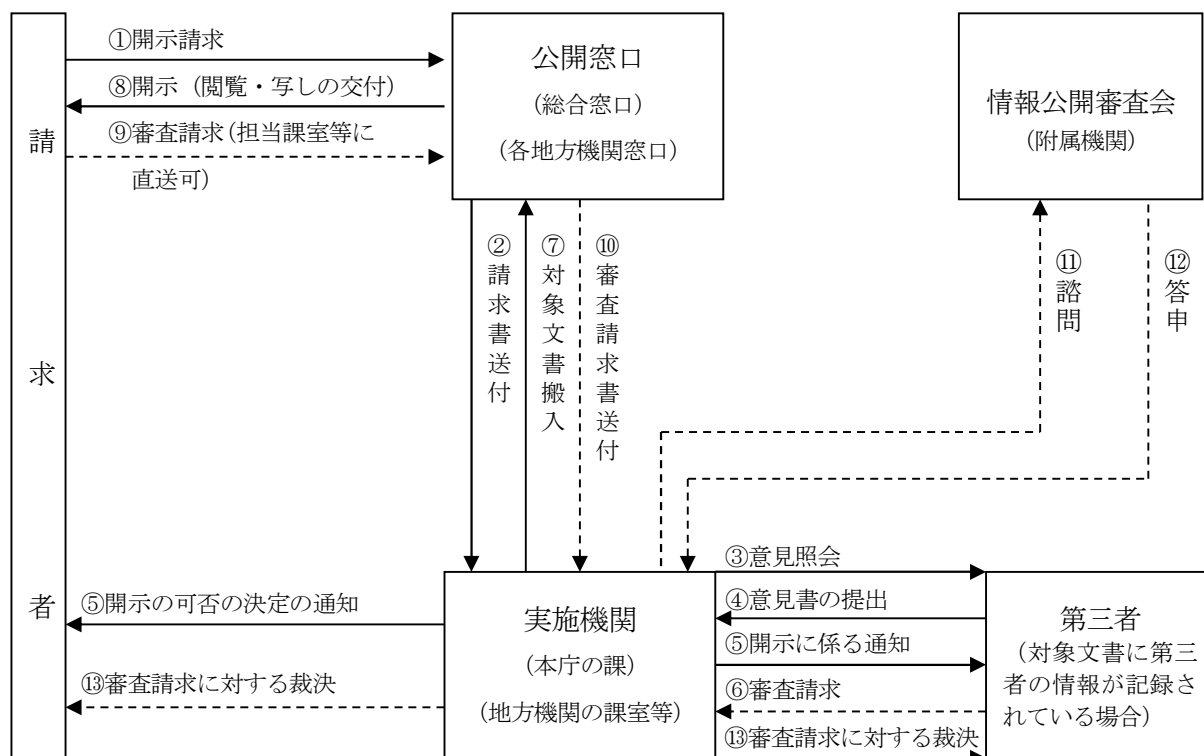 請求者
①開示請求
⑧開示（閲覧・写しの交付）
⑨審査請求（担当課室等に
直送可）
公開窓口
（総合窓口）
（各地方機関窓口）
情報公開審査会
（附属機関）
②請求書送付
⑦対象文書搬入
⑩審査請求書送付
⑪諮問
⑫答申
⑤開示の可否の決定の通知
⑬審査請求に対する裁決
実施機関
（本庁の課）
（地方機関の課室等）
③意見照会
④意見書の提出
⑤開示に係る通知
⑥審査請求
⑬審査請求に対する裁決
第三者
（対象文書に第三
者の情報が記録さ
れている場合）